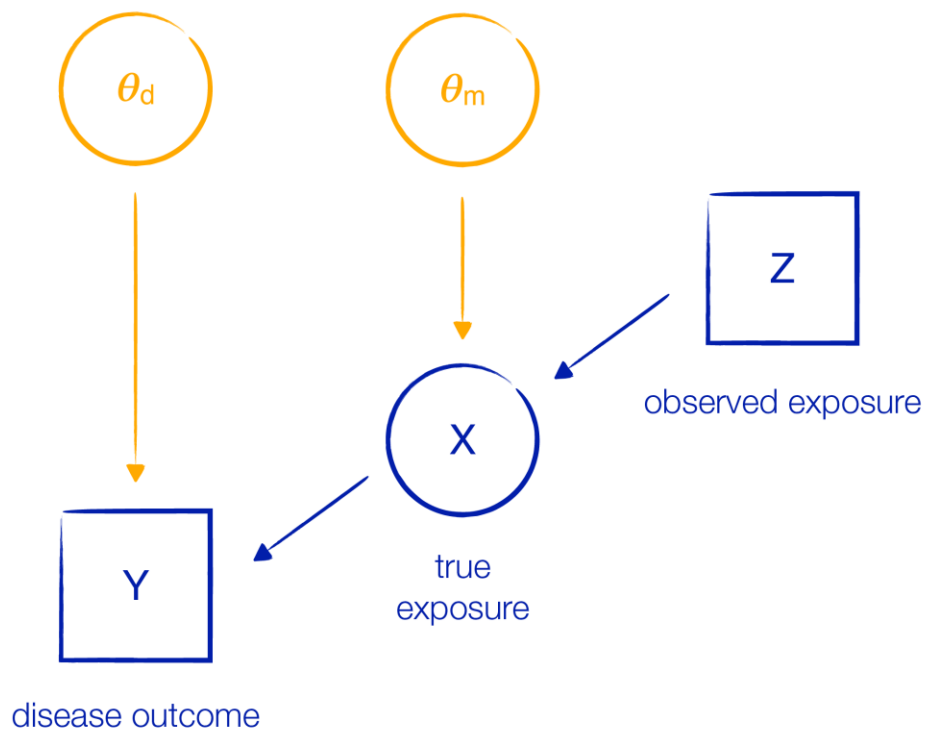 θd
θm
Z
observed exposure
X
true
exposure
Y
disease outcome